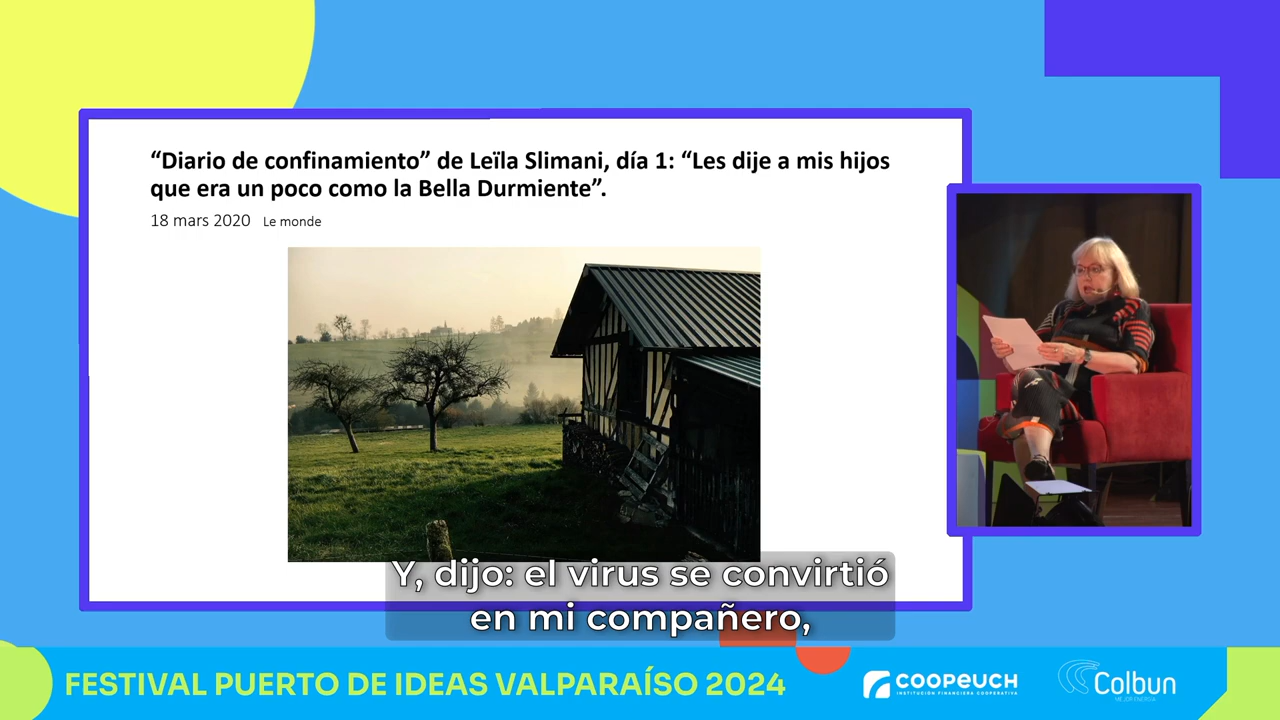 “Diario de confinamiento” de Leïla Slimani, día 1: “Les dije a mis hijos
que era un poco como la Bella Durmiente”.
18 mars 2020 Le monde
Y, dijo: el virus se convirtió
en mi compañero,
FESTIVAL PUERTO DE IDEAS VALPARAÍSO 2024
COOPEUCH
INSTITUCIÓN FINANCIERA COOPERATIVA
Colbun
MEJOR ENERGÍA